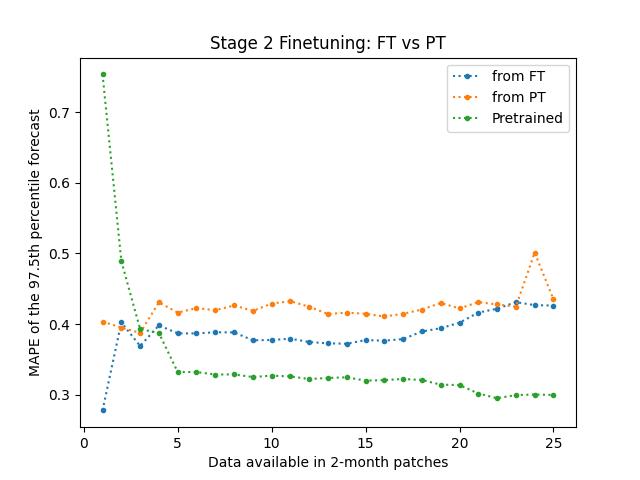 Stage 2 Finetuning: FT vs PT
from FT
from PT
Pretrained
MAPE of the 97.5th percentile forecast
0.7
0.6
0.5
0.4
0.3
0 5 10 15 20 25
Data available in 2-month patches